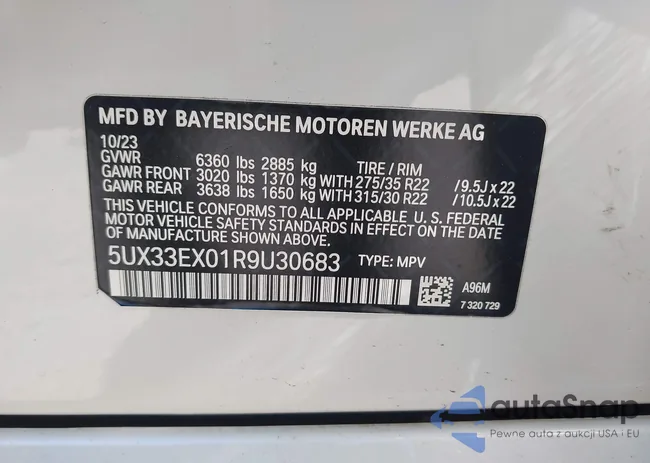 MFD BY BAYERISCHE MOTOREN WERKE AG
10/23
GVWR 6360 lbs 2885 kg TIRE / RIM
GAWR FRONT 3020 lbs 1370 kg WITH 275/35 R22 / 9.5J x 22
GAWR REAR 3638 lbs 1650 kg WITH 315/30 R22 / 10.5J x 22
THIS VEHICLE CONFORMS TO ALL APPLICABLE U. S. FEDERAL
MOTOR VEHICLE SAFETY STANDARDS IN EFFECT ON THE DATE
OF MANUFACTURE SHOWN ABOVE.
5UX33EX01R9U30683 TYPE: MPV
A96M
7 320 729
autoSnap
Pewne auta z aukcji USA i EU